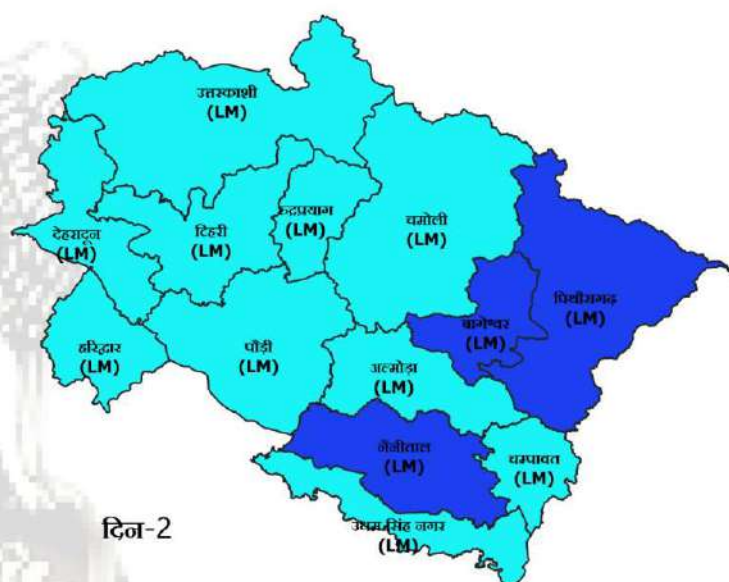 उत्तरकाशी
(LM)
देहरादून
(LM)
टिहरी
(LM)
रुद्रप्रयाग
(LM)
चमोली
(LM)
पिथौरागढ़
(LM)
बागेश्वर
(LM)
हरिद्वार
(LM)
पौड़ी
(LM)
अल्मोड़ा
(LM)
नैनीताल
(LM)
चम्पावत
(LM)
उधम सिंह नगर
(LM)
दिन-2